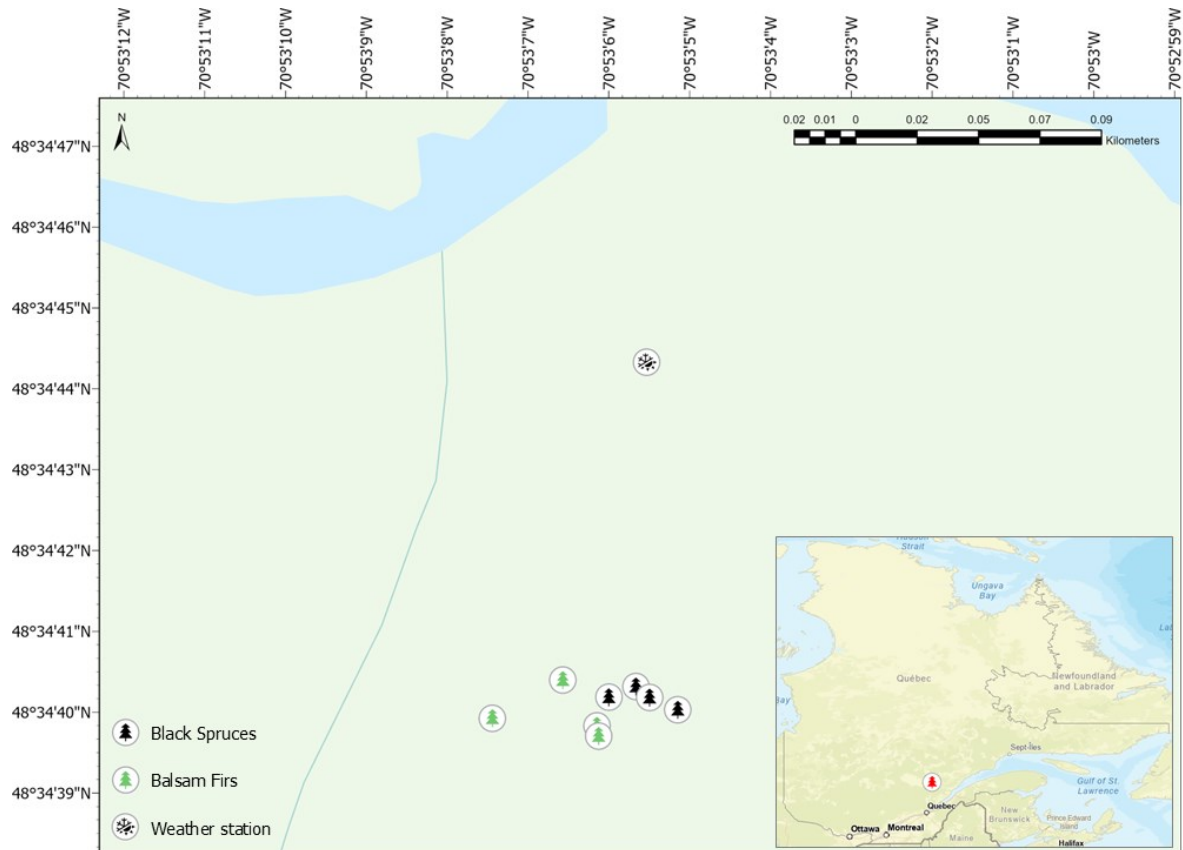 70°53'12"W
70°53'11"W
70°53'10"W
70°53'9"W
70°53'8"W
70°53'7"W
70°53'6"W
70°53'5"W
70°53'4"W
70°53'3"W
70°53'2"W
70°53'1"W
70°53'W
70°52'59"W
N
0.02 0.01 0 0.02 0.05 0.07 0.09
Kilometers
48°34'47"N
48°34'46"N
48°34'45"N
48°34'44"N
48°34'43"N
48°34'42"N
48°34'41"N
48°34'40"N
48°34'39"N
Black Spruces
Balsam Firs
Weather station
Strait
Ungava
Bay
Québec
Newfoundland
and Labrador
Bay
Sept-Îles
Gulf of St.
Lawrence
Quebec
New
Brunswick
Prince Edward
Island
Ottawa
Montreal
Maine
Halifax